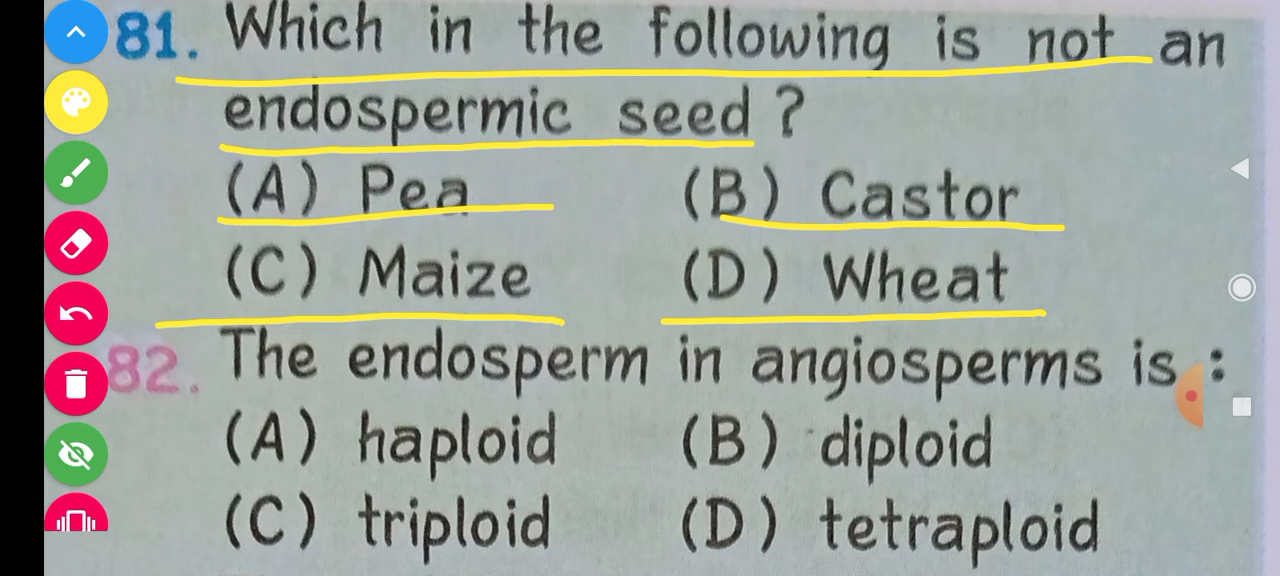 81. Which in the following is not an
endospermic seed ?
(A) Pea (B) Castor
(C) Maize (D) Wheat
82. The endosperm in angiosperms is :
(A) haploid (B) diploid
(C) triploid (D) tetraploid